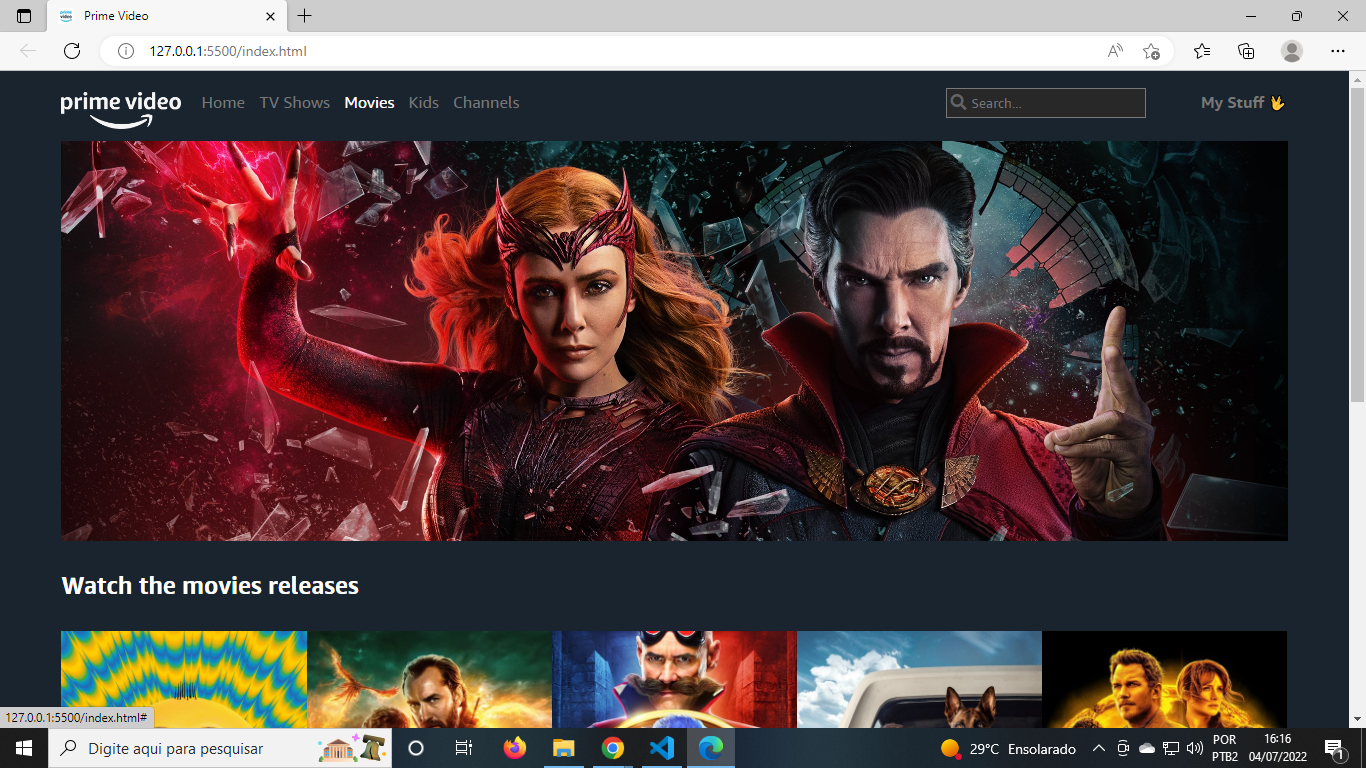 Prime Video
127.0.0.1:5500/index.html
prime video Home TV Shows Movies Kids Channels Search... My Stuff 🖖
Watch the movies releases
127.0.0.1:5500/index.html#
Digite aqui para pesquisar
29°C Ensolarado
POR
PTB2
16:16
04/07/2022
1